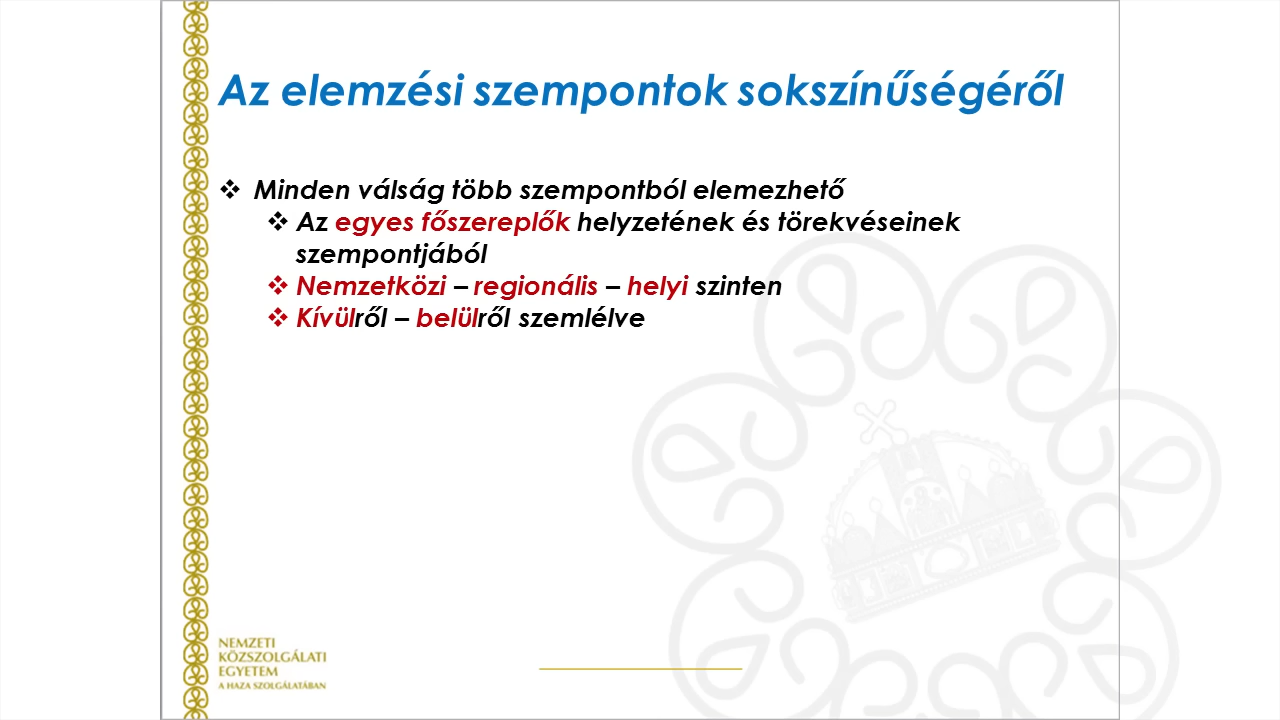 Az elemzési szempontok sokszínűségéről
❖ Minden válság több szempontból elemezhető
❖ Az egyes főszereplők helyzetének és törekvéseinek
szempontjából
❖ Nemzetközi – regionális – helyi szinten
❖ Kívülről – belülről szemlélve
NEMZETI
KÖZSZOLGÁLATI
EGYETEM
A HAZA SZOLGÁLATÁBAN